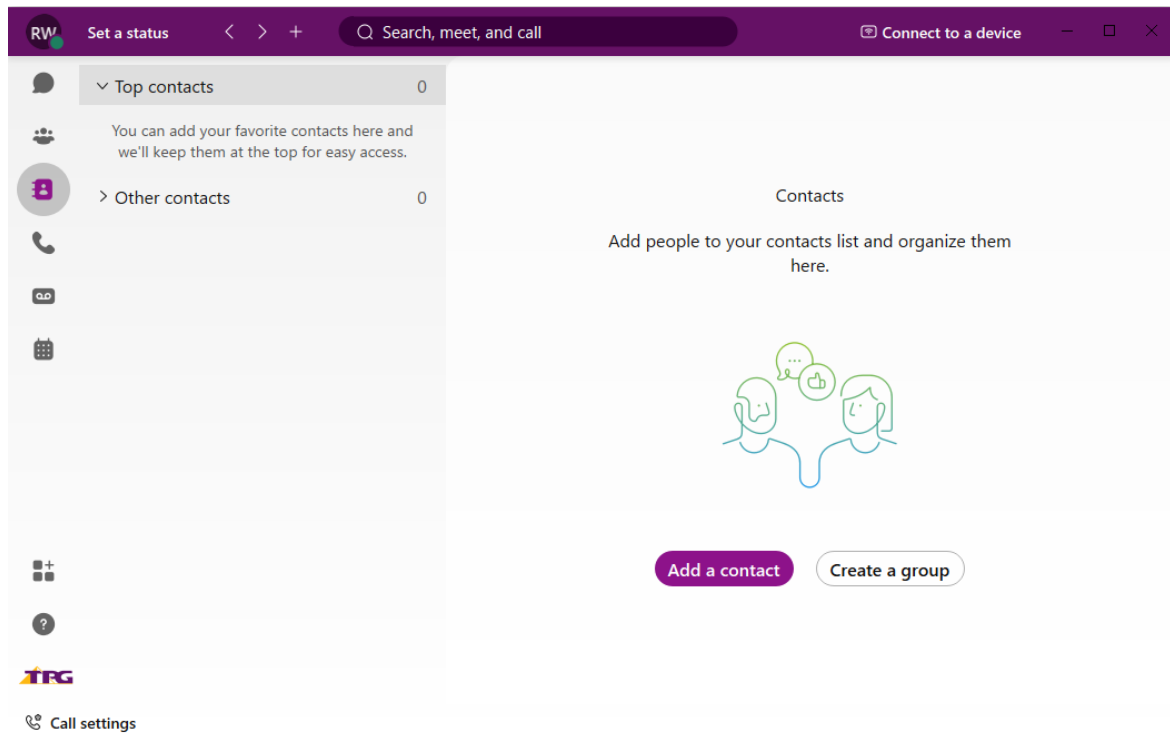 RW Set a status Search, meet, and call Connect to a device
Top contacts 0
You can add your favorite contacts here and
we'll keep them at the top for easy access.
Other contacts 0
Contacts
Add people to your contacts list and organize them
here.
Add a contact Create a group
TPG
Call settings